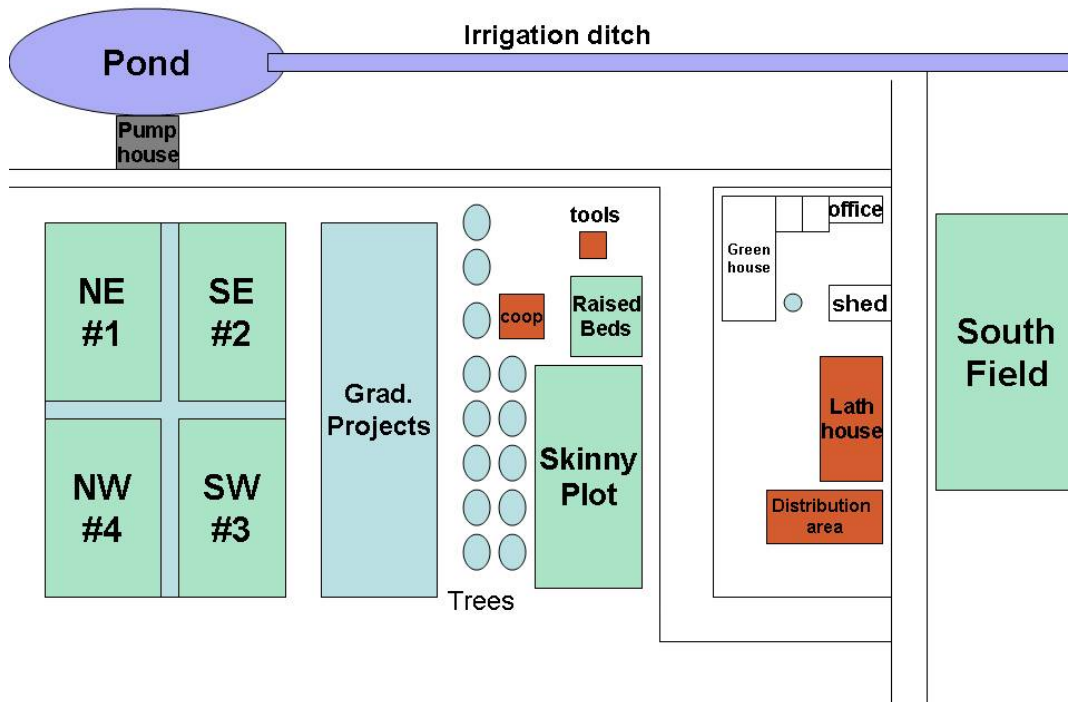 Irrigation ditch
Pond
Pump
house
tools
office
Green
house
NE
#1
SE
#2
coop
Raised
Beds
shed
South
Field
Grad.
Projects
Lath
house
Skinny
Plot
NW
#4
SW
#3
Distribution
area
Trees